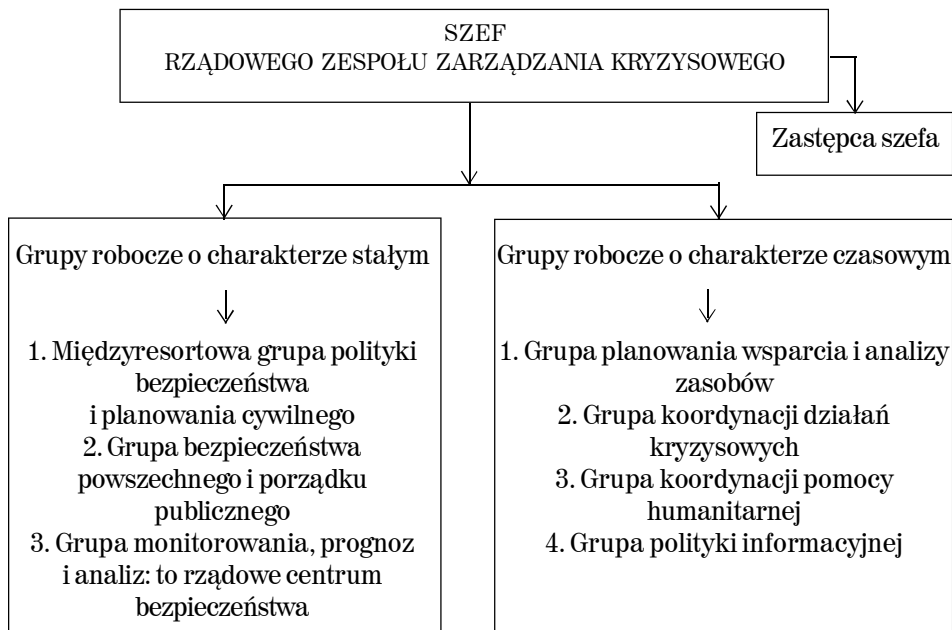 SZEF
RZĄDOWEGO ZESPOŁU ZARZĄDZANIA KRYZYSOWEGO
Zastępca szefa
Grupy robocze o charakterze stałym
1. Międzyresortowa grupa polityki
bezpieczeństwa
i planowania cywilnego
2. Grupa bezpieczeństwa
powszechnego i porządku
publicznego
3. Grupa monitorowania, prognoz
i analiz: to rządowe centrum
bezpieczeństwa
Grupy robocze o charakterze czasowym
1. Grupa planowania wsparcia i analizy
zasobów
2. Grupa koordynacji działań
kryzysowych
3. Grupa koordynacji pomocy
humanitarnej
4. Grupa polityki informacyjnej